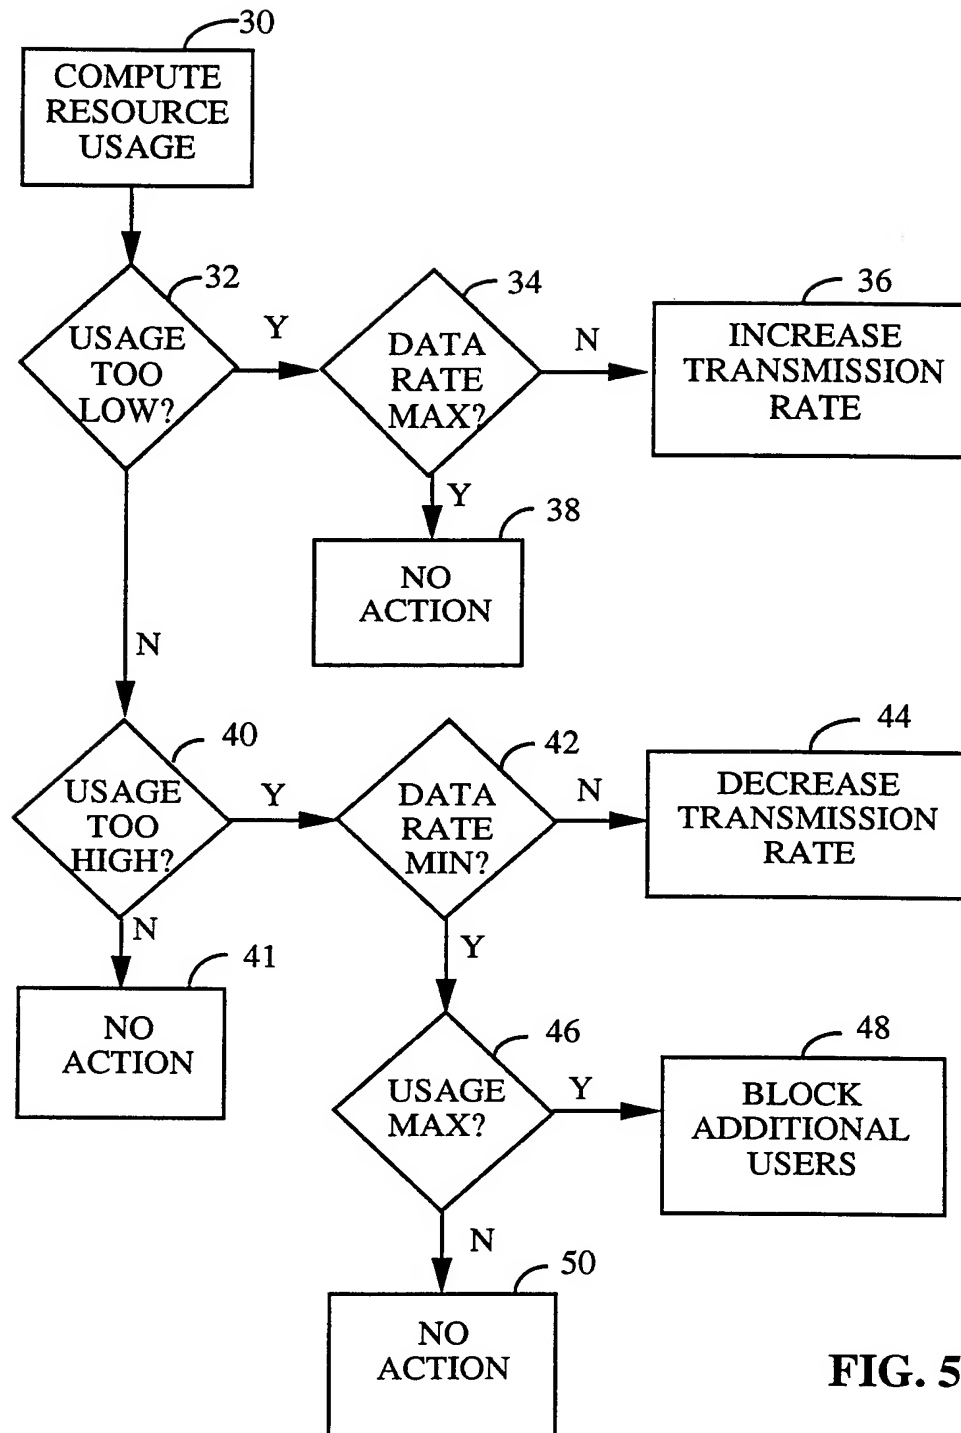 30
COMPUTE
RESOURCE
USAGE
32
USAGE
TOO
LOW?
Y
34
DATA
RATE
MAX?
N
36
INCREASE
TRANSMISSION
RATE
Y
38
NO
ACTION
N
40
USAGE
TOO
HIGH?
Y
42
DATA
RATE
MIN?
N
44
DECREASE
TRANSMISSION
RATE
N
41
NO
ACTION
Y
46
USAGE
MAX?
Y
48
BLOCK
ADDITIONAL
USERS
N
50
NO
ACTION
FIG. 5